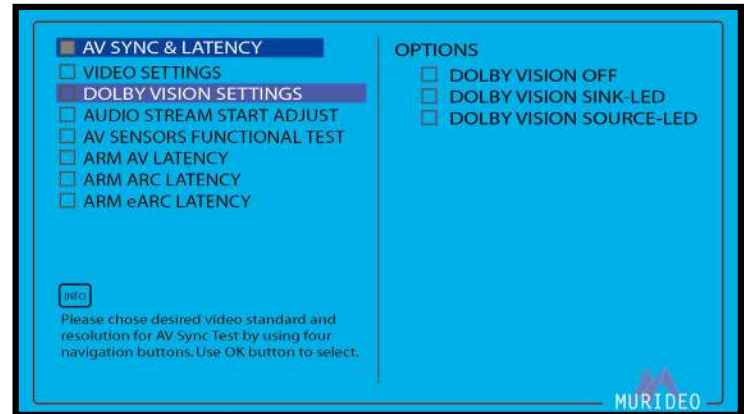 AV SYNC & LATENCY
VIDEO SETTINGS
DOLBY VISION SETTINGS
AUDIO STREAM START ADJUST
AV SENSORS FUNCTIONAL TEST
ARM AV LATENCY
ARM ARC LATENCY
ARM eARC LATENCY
INFO
Please chose desired video standard and
resolution for AV Sync Test by using four
navigation buttons. Use OK button to select.
OPTIONS
DOLBY VISION OFF
DOLBY VISION SINK-LED
DOLBY VISION SOURCE-LED
MURIDEO